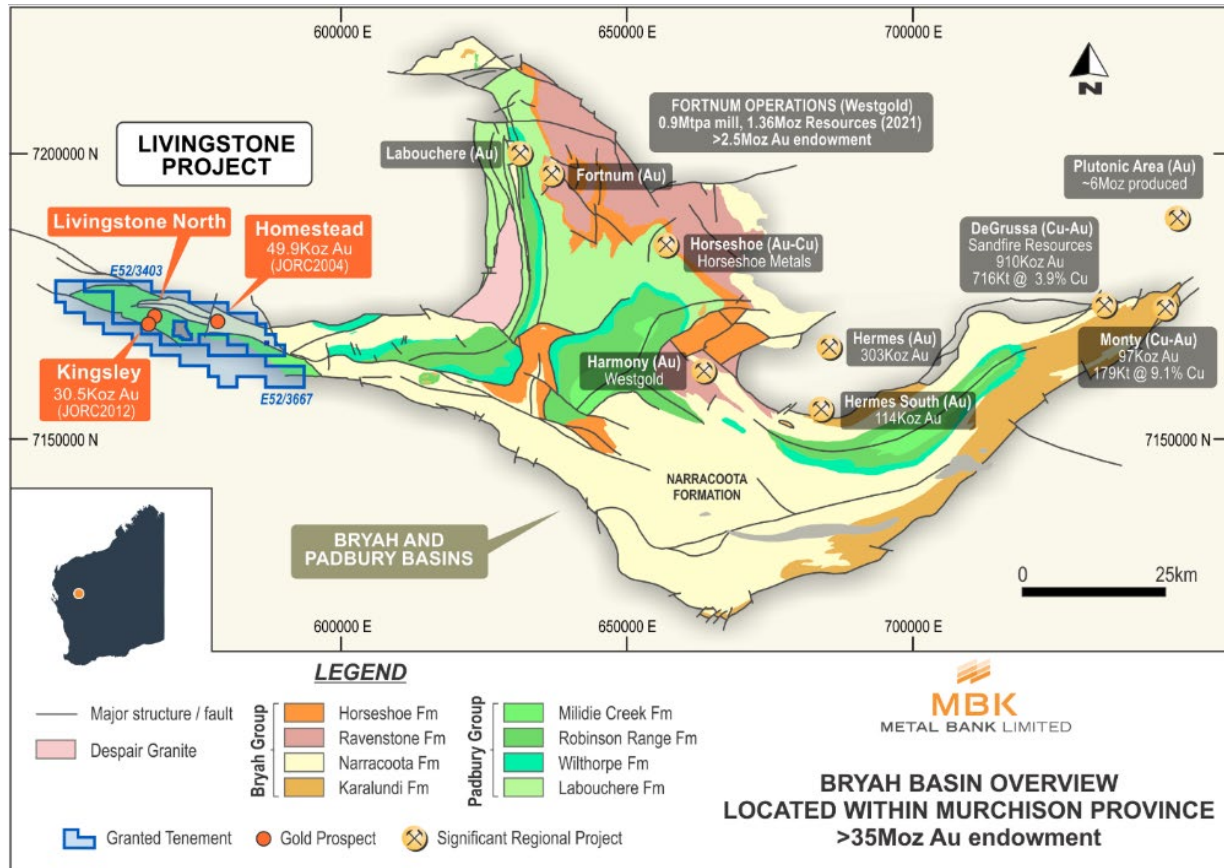 600000 E
650000 E
700000 E
N
FORTNUM OPERATIONS (Westgold)
0.9Mtpa mill, 1.36Moz Resources (2021)
>2.5Moz Au endowment
7200000 N
LIVINGSTONE
PROJECT
Labouchere (Au)
Fortnum (Au)
Plutonic Area (Au)
~6Moz produced
Livingstone North
Homestead
49.9Koz Au
(JORC2004)
E52/3403
Horseshoe (Au-Cu)
Horseshoe Metals
DeGrussa (Cu-Au)
Sandfire Resources
910Koz Au
716Kt @ 3.9% Cu
Kingsley
30.5Koz Au
(JORC2012)
E52/3667
Harmony (Au)
Westgold
Hermes (Au)
303Koz Au
Monty (Cu-Au)
97Koz Au
179Kt @ 9.1% Cu
Hermes South (Au)
114Koz Au
7150000 N
7150000 N
NARRACOOTA
FORMATION
BRYAH AND
PADBURY BASINS
0
25km
600000 E
650000 E
700000 E
LEGEND
Major structure / fault
Despair Granite
Bryah Group
Horseshoe Fm
Ravenstone Fm
Narracoota Fm
Karalundi Fm
Padbury Group
Milidie Creek Fm
Robinson Range Fm
Wilthorpe Fm
Labouchere Fm
Granted Tenement
Gold Prospect
Significant Regional Project
MBK
METAL BANK LIMITED
BRYAH BASIN OVERVIEW
LOCATED WITHIN MURCHISON PROVINCE
>35Moz Au endowment